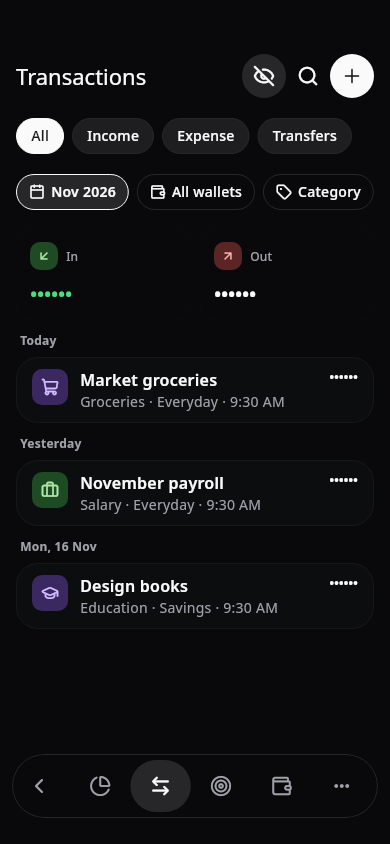 Transactions
All
Income
Expense
Transfers
Nov 2026
All wallets
Category
In
Out
••••••
••••••
Today
Market groceries
••••••
Groceries · Everyday · 9:30 AM
Yesterday
November payroll
••••••
Salary · Everyday · 9:30 AM
Mon, 16 Nov
Design books
••••••
Education · Savings · 9:30 AM